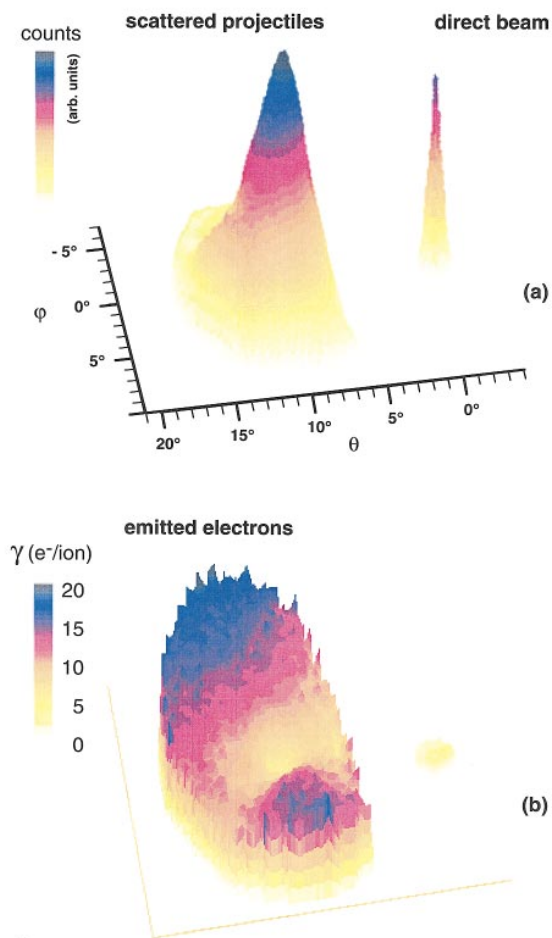 scattered projectiles
direct beam
counts
(arb. units)
- 5°
0°
5°
φ
(a)
20°
15°
10°
5°
0°
θ
emitted electrons
γ (e⁻/ion)
20
15
10
5
0
(b)